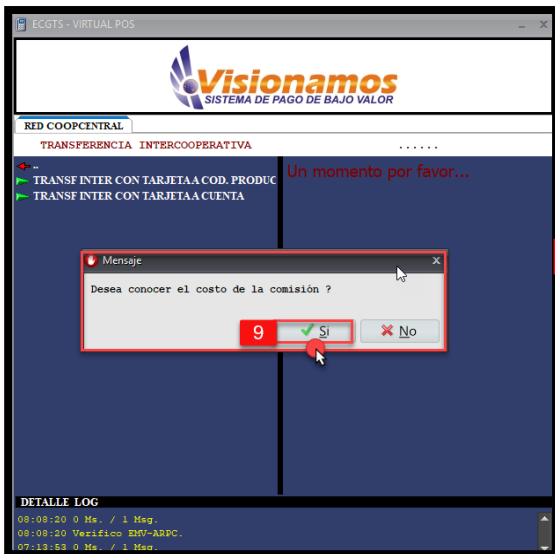 ECGTS - VIRTUAL POS
Visionamos
SISTEMA DE PAGO DE BAJO VALOR
RED COOPCENTRAL
TRANSFERENCIA INTERCOOPERATIVA ......
..
TRANSF INTER CON TARJETA A COD. PRODUC
TRANSF INTER CON TARJETA A CUENTA
Un momento por favor...
Mensaje x
Desea conocer el costo de la comisión ?
9 Si No
DETALLE LOG
08:08:20 0 Ms. / 1 Msg.
08:08:20 Verifico EMV-ARPC.
07:13:53 0 Ms. / 1 Msg.